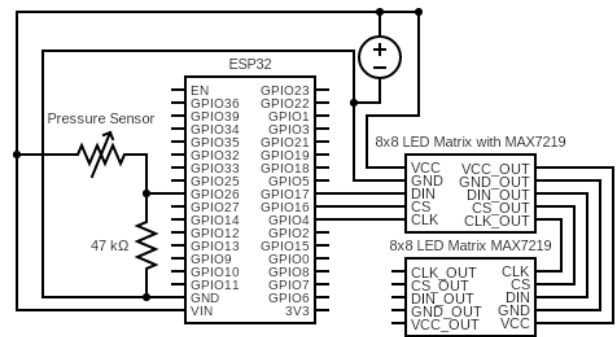 ESP32
EN GPIO23
GPIO36 GPIO22
GPIO39 GPIO1
GPIO34 GPIO3
GPIO35 GPIO21
GPIO32 GPIO19
GPIO33 GPIO18
GPIO25 GPIO5
GPIO26 GPIO17
GPIO27 GPIO16
GPIO14 GPIO4
GPIO12 GPIO2
GPIO13 GPIO15
GPIO9 GPIO0
GPIO10 GPIO8
GPIO11 GPIO7
GND GPIO6
VIN 3V3
Pressure Sensor
47 kΩ
8x8 LED Matrix with MAX7219
VCC VCC_OUT
GND GND_OUT
DIN DIN_OUT
CS CS_OUT
CLK CLK_OUT
8x8 LED Matrix MAX7219
CLK_OUT CLK
CS_OUT CS
DIN_OUT DIN
GND_OUT GND
VCC_OUT VCC